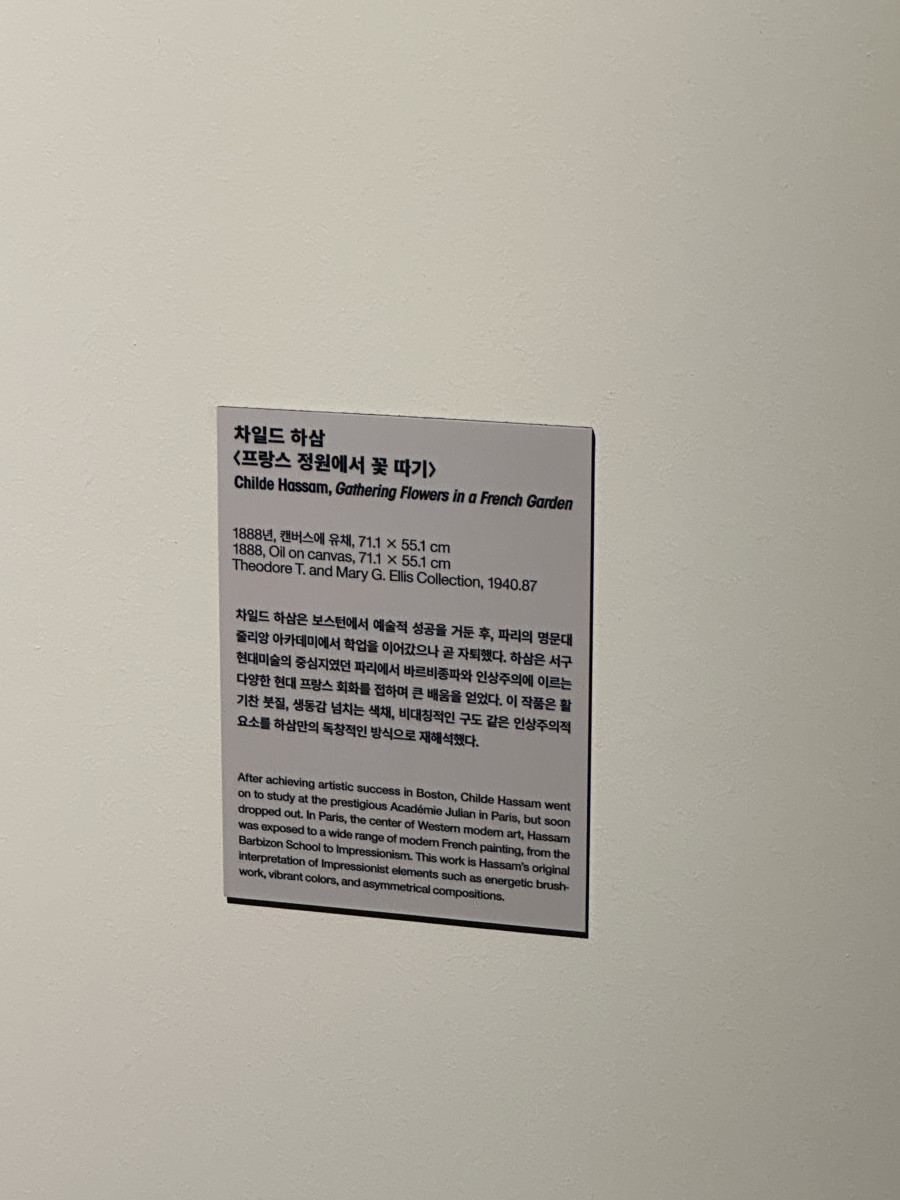 차일드 하삼
〈프랑스 정원에서 꽃 따기〉
Childe Hassam, Gathering Flowers in a French Garden
1888년, 캔버스에 유채, 71.1 × 55.1 cm
1888, Oil on canvas, 71.1 × 55.1 cm
Theodore T. and Mary G. Ellis Collection, 1940.87
차일드 하삼은 보스턴에서 예술적 성공을 거둔 후, 파리의 명문대
줄리앙 아카데미에서 학업을 이어갔으나 곧 자퇴했다. 하삼은 서구
현대미술의 중심지였던 파리에서 바르비종파와 인상주의에 이르는
다양한 현대 프랑스 회화를 접하며 큰 배움을 얻었다. 이 작품은 활
기찬 붓질, 생동감 넘치는 색채, 비대칭적인 구도 같은 인상주의적
요소를 하삼만의 독창적인 방식으로 재해석했다.
After achieving artistic success in Boston, Childe Hassam went
on to study at the prestigious Académie Julian in Paris, but soon
dropped out. In Paris, the center of Western modern art, Hassam
was exposed to a wide range of modern French painting, from the
Barbizon School to Impressionism. This work is Hassam's original
interpretation of Impressionist elements such as energetic brush-
work, vibrant colors, and asymmetrical compositions.